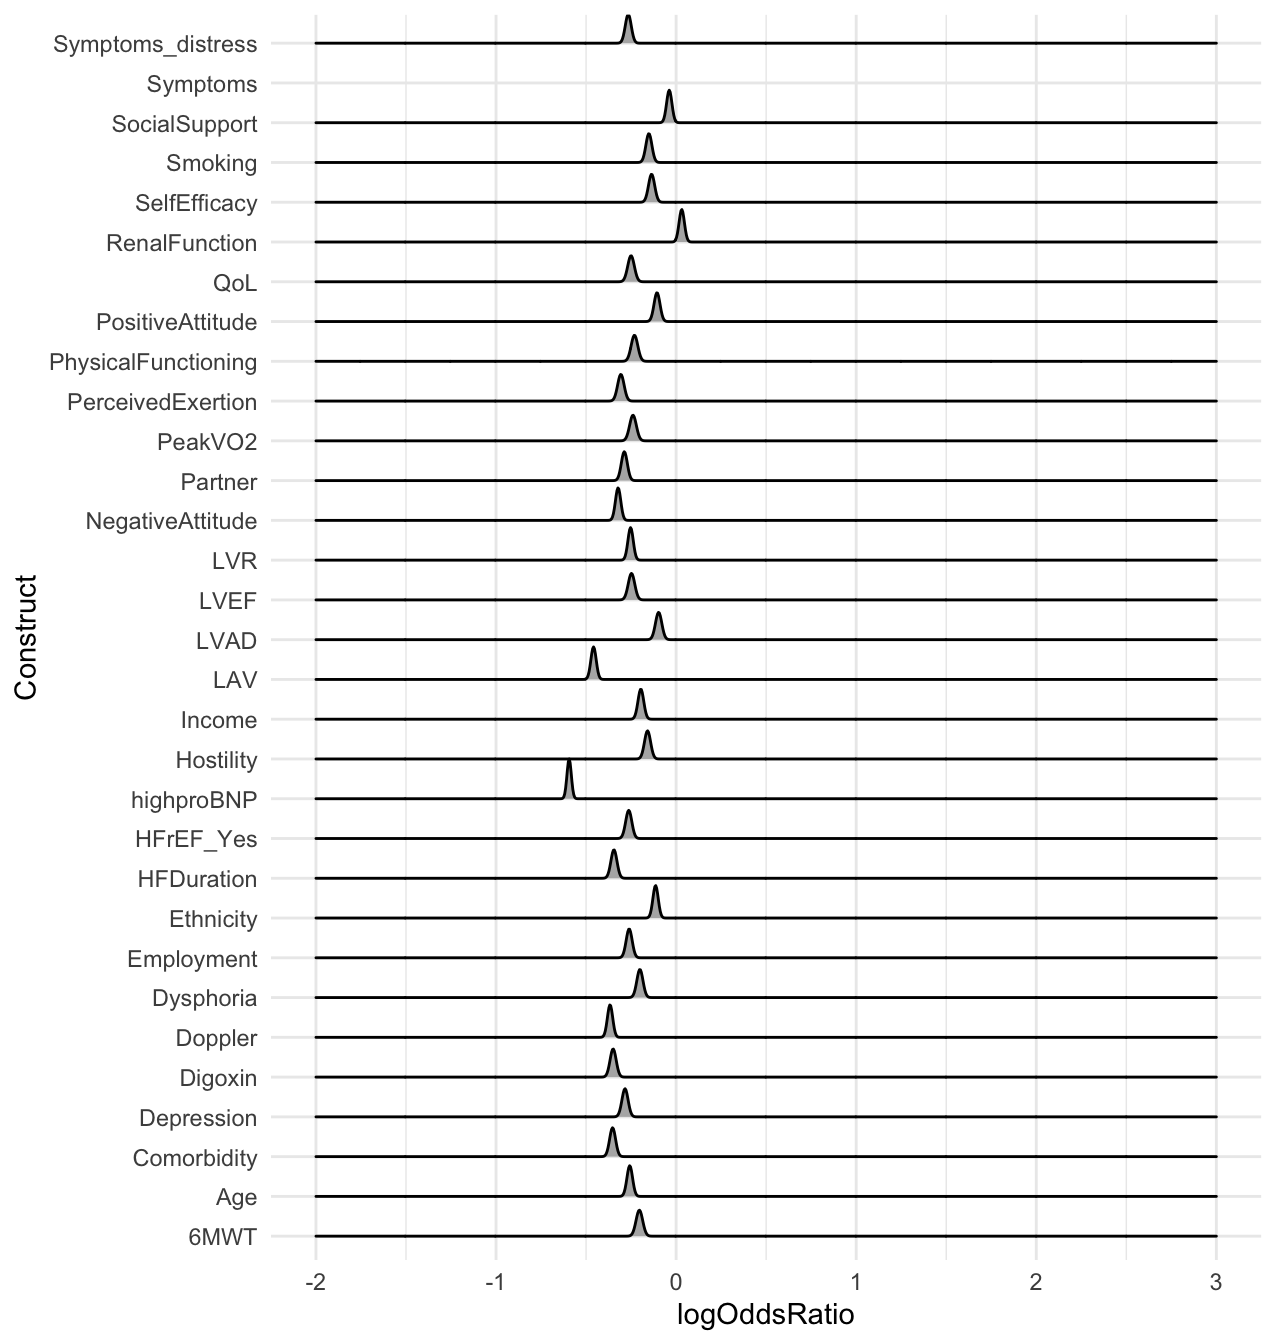 Symptoms_distress
Symptoms
SocialSupport
Smoking
SelfEfficacy
RenalFunction
QoL
PositiveAttitude
PhysicalFunctioning
PerceivedExertion
PeakVO2
Partner
NegativeAttitude
LVR
LVEF
LVAD
LAV
Income
Hostility
highproBNP
HFrEF_Yes
HFDuration
Ethnicity
Employment
Dysphoria
Doppler
Digoxin
Depression
Comorbidity
Age
6MWT
Construct
-2 -1 0 1 2 3
logOddsRatio